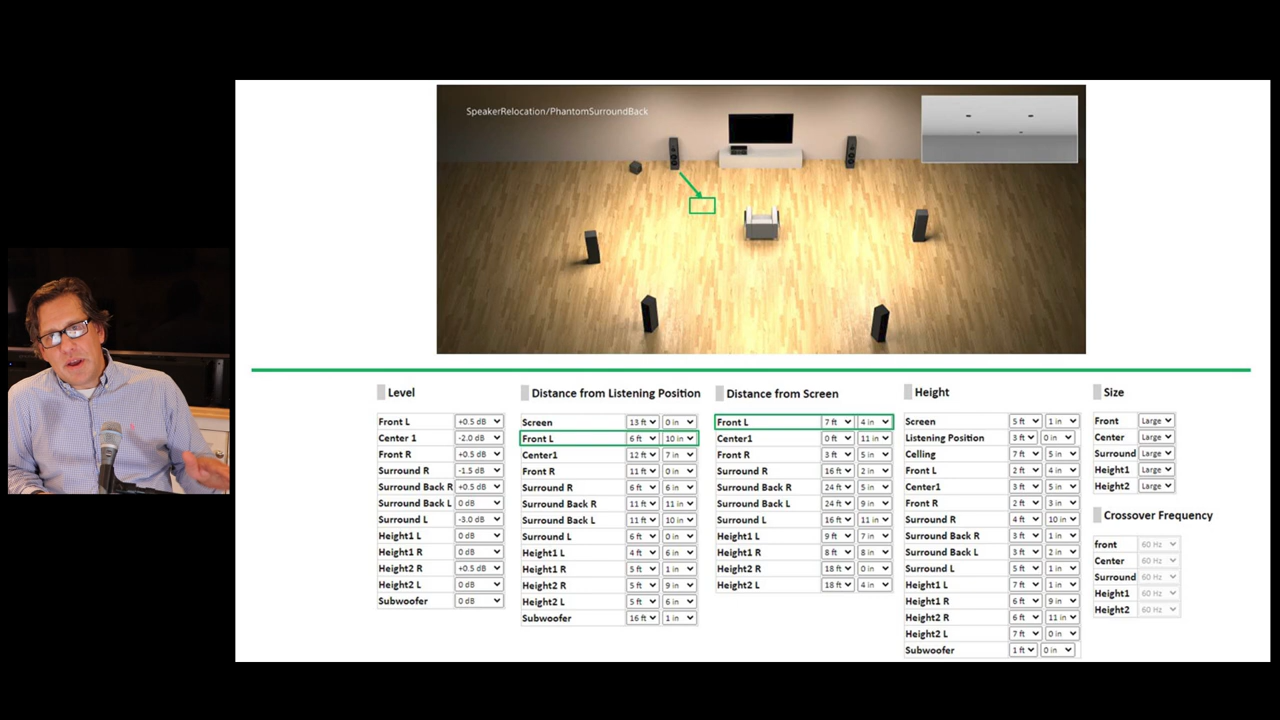 SpeakerRelocation/PhantomSurroundBack
Level
Front L +0.5 dB
Center 1 -2.0 dB
Front R +0.5 dB
Surround R -1.5 dB
Surround Back R +0.5 dB
Surround Back L 0 dB
Surround L -3.0 dB
Height1 L 0 dB
Height1 R 0 dB
Height2 R +0.5 dB
Height2 L 0 dB
Subwoofer 0 dB
Distance from Listening Position
Screen 13 ft 0 in
Front L 6 ft 10 in
Center1 12 ft 7 in
Front R 11 ft 0 in
Surround R 6 ft 6 in
Surround Back R 11 ft 11 in
Surround Back L 11 ft 10 in
Surround L 6 ft 0 in
Height1 L 4 ft 6 in
Height1 R 5 ft 1 in
Height2 R 5 ft 9 in
Height2 L 5 ft 6 in
Subwoofer 16 ft 1 in
Distance from Screen
Front L 7 ft 4 in
Center1 0 ft 11 in
Front R 3 ft 5 in
Surround R 16 ft 2 in
Surround Back R 24 ft 5 in
Surround Back L 24 ft 9 in
Surround L 16 ft 11 in
Height1 L 9 ft 7 in
Height1 R 8 ft 8 in
Height2 R 18 ft 0 in
Height2 L 18 ft 4 in
Height
Screen 5 ft 1 in
Listening Position 3 ft 0 in
Celling 7 ft 5 in
Front L 2 ft 4 in
Center1 3 ft 5 in
Front R 2 ft 3 in
Surround R 4 ft 10 in
Surround Back R 3 ft 1 in
Surround Back L 3 ft 2 in
Surround L 5 ft 1 in
Height1 L 7 ft 1 in
Height1 R 6 ft 9 in
Height2 R 6 ft 11 in
Height2 L 7 ft 0 in
Subwoofer 1 ft 0 in
Size
Front Large
Center Large
Surround Large
Height1 Large
Height2 Large
Crossover Frequency
front 60 Hz
Center 60 Hz
Surround 60 Hz
Height1 60 Hz
Height2 60 Hz